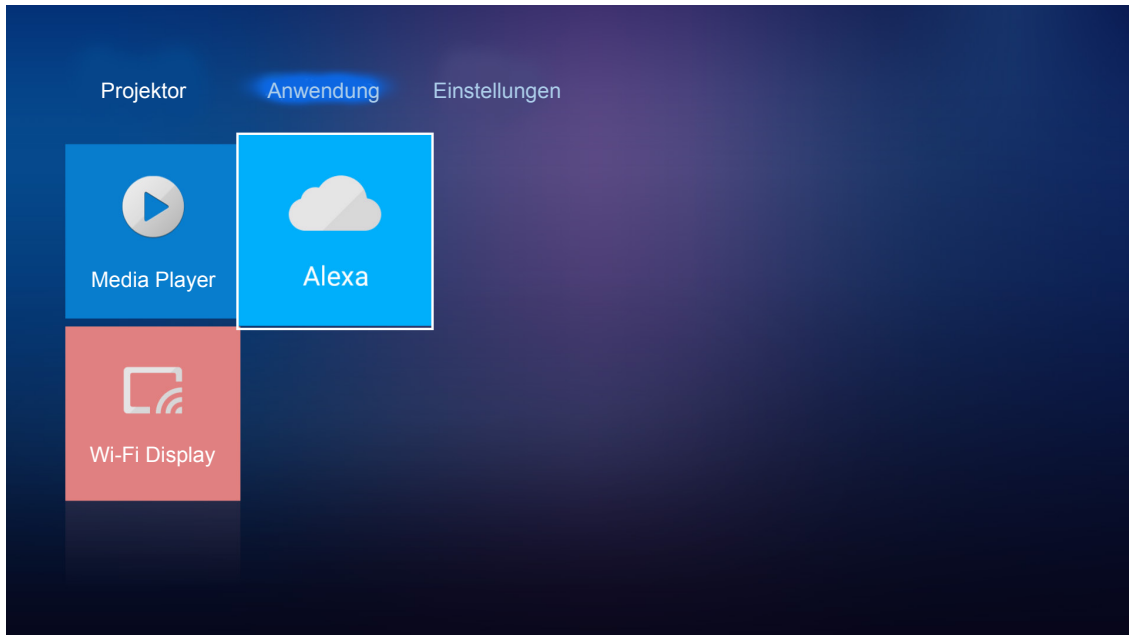 Projektor Anwendung Einstellungen
Media Player
Alexa
Wi-Fi Display